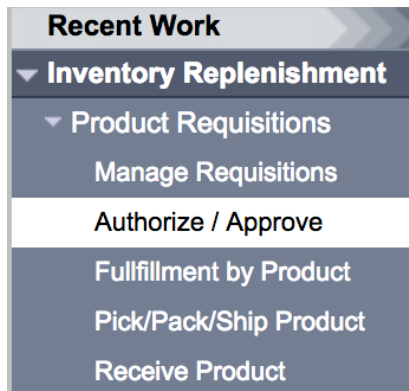 Recent Work
Inventory Replenishment
Product Requisitions
Manage Requisitions
Authorize / Approve
Fullfillment by Product
Pick/Pack/Ship Product
Receive Product